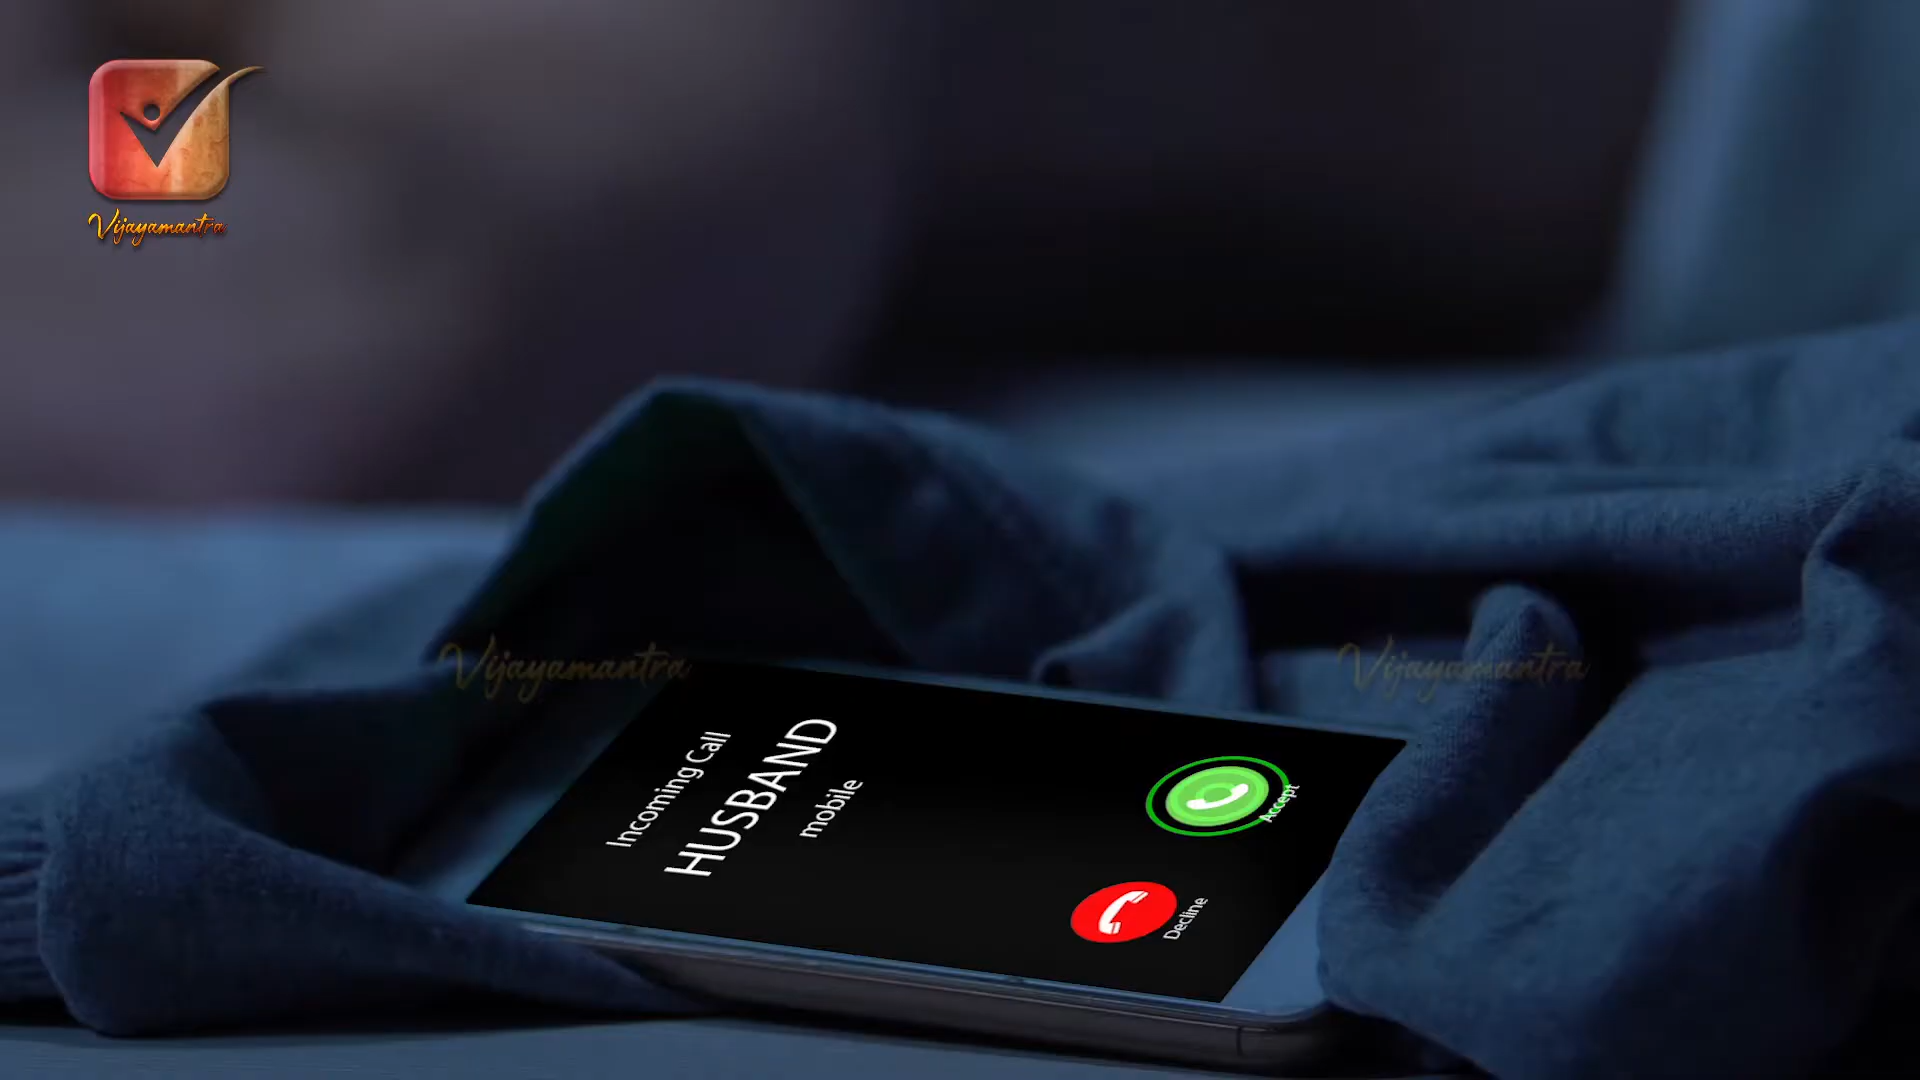 Vijayamantra
Vijayamantra
Vijayamantra
Incoming Call
HUSBAND
mobile
Accept
Decline